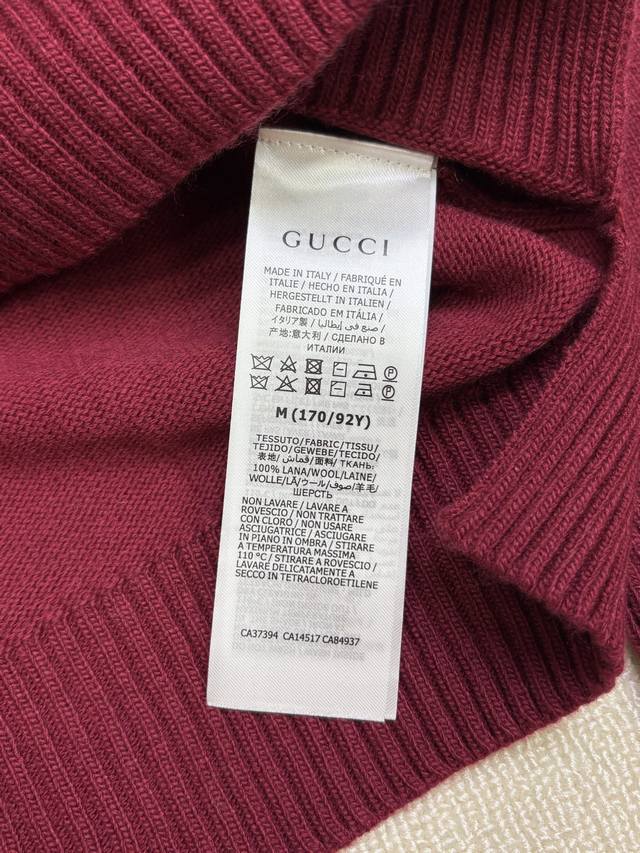 GUCCI
MADE IN ITALY / FABRIQUÉ EN
ITALIE / HECHO EN ITALIA /
HERGESTELLT IN ITALIEN /
FABRICADO EM ITÁLIA /
イタリア製 / صنع في إيطاليا /
产地:意大利 / СДЕЛАНО В
ИТАЛИИ
M (170/92Y)
TESSUTO/FABRIC/TISSU/
TEJIDO/GEWEBE/TECIDO/
表地/قماش/面料/ТКАНЬ:
100% LANA/WOOL/LAINE/
WOLLE/LÃ/ウール/صوف/羊毛/
ШЕРСТЬ
NON LAVARE / LAVARE A
ROVESCIO / NON TRATTARE
CON CLORO / NON USARE
ASCIUGATRICE / ASCIUGARE
IN PIANO IN OMBRA / STIRARE
A TEMPERATURA MASSIMA
110 °C / STIRARE A ROVESCIO /
LAVARE DELICATAMENTE A
SECCO IN TETRACLOROETILENE
CA37394 CA14517 CA84937